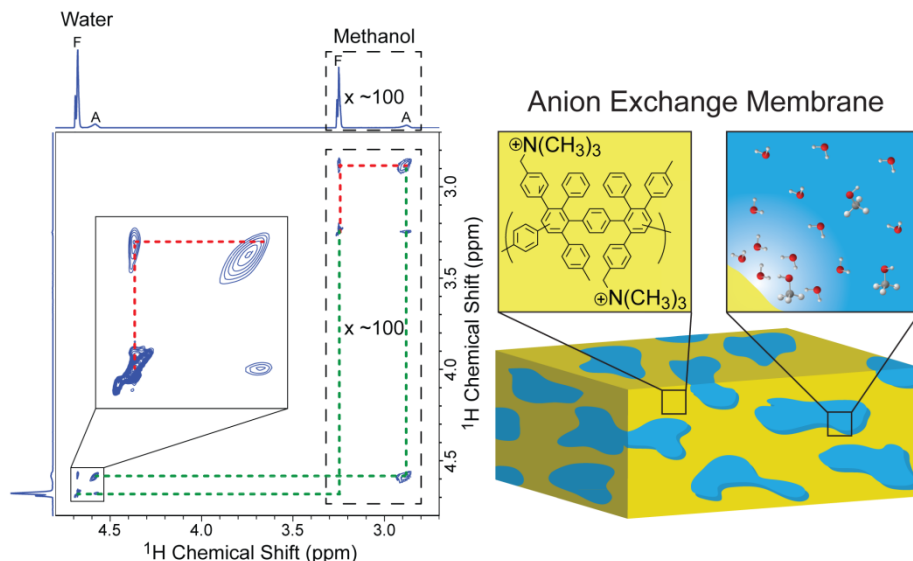 Water
F
A
Methanol
F
x ~100
A
3.0
3.5
4.0
4.5
¹H Chemical Shift (ppm)
x ~100
4.5 4.0 3.5 3.0
¹H Chemical Shift (ppm)
Anion Exchange Membrane
⊕N(CH₃)₃
⊕N(CH₃)₃